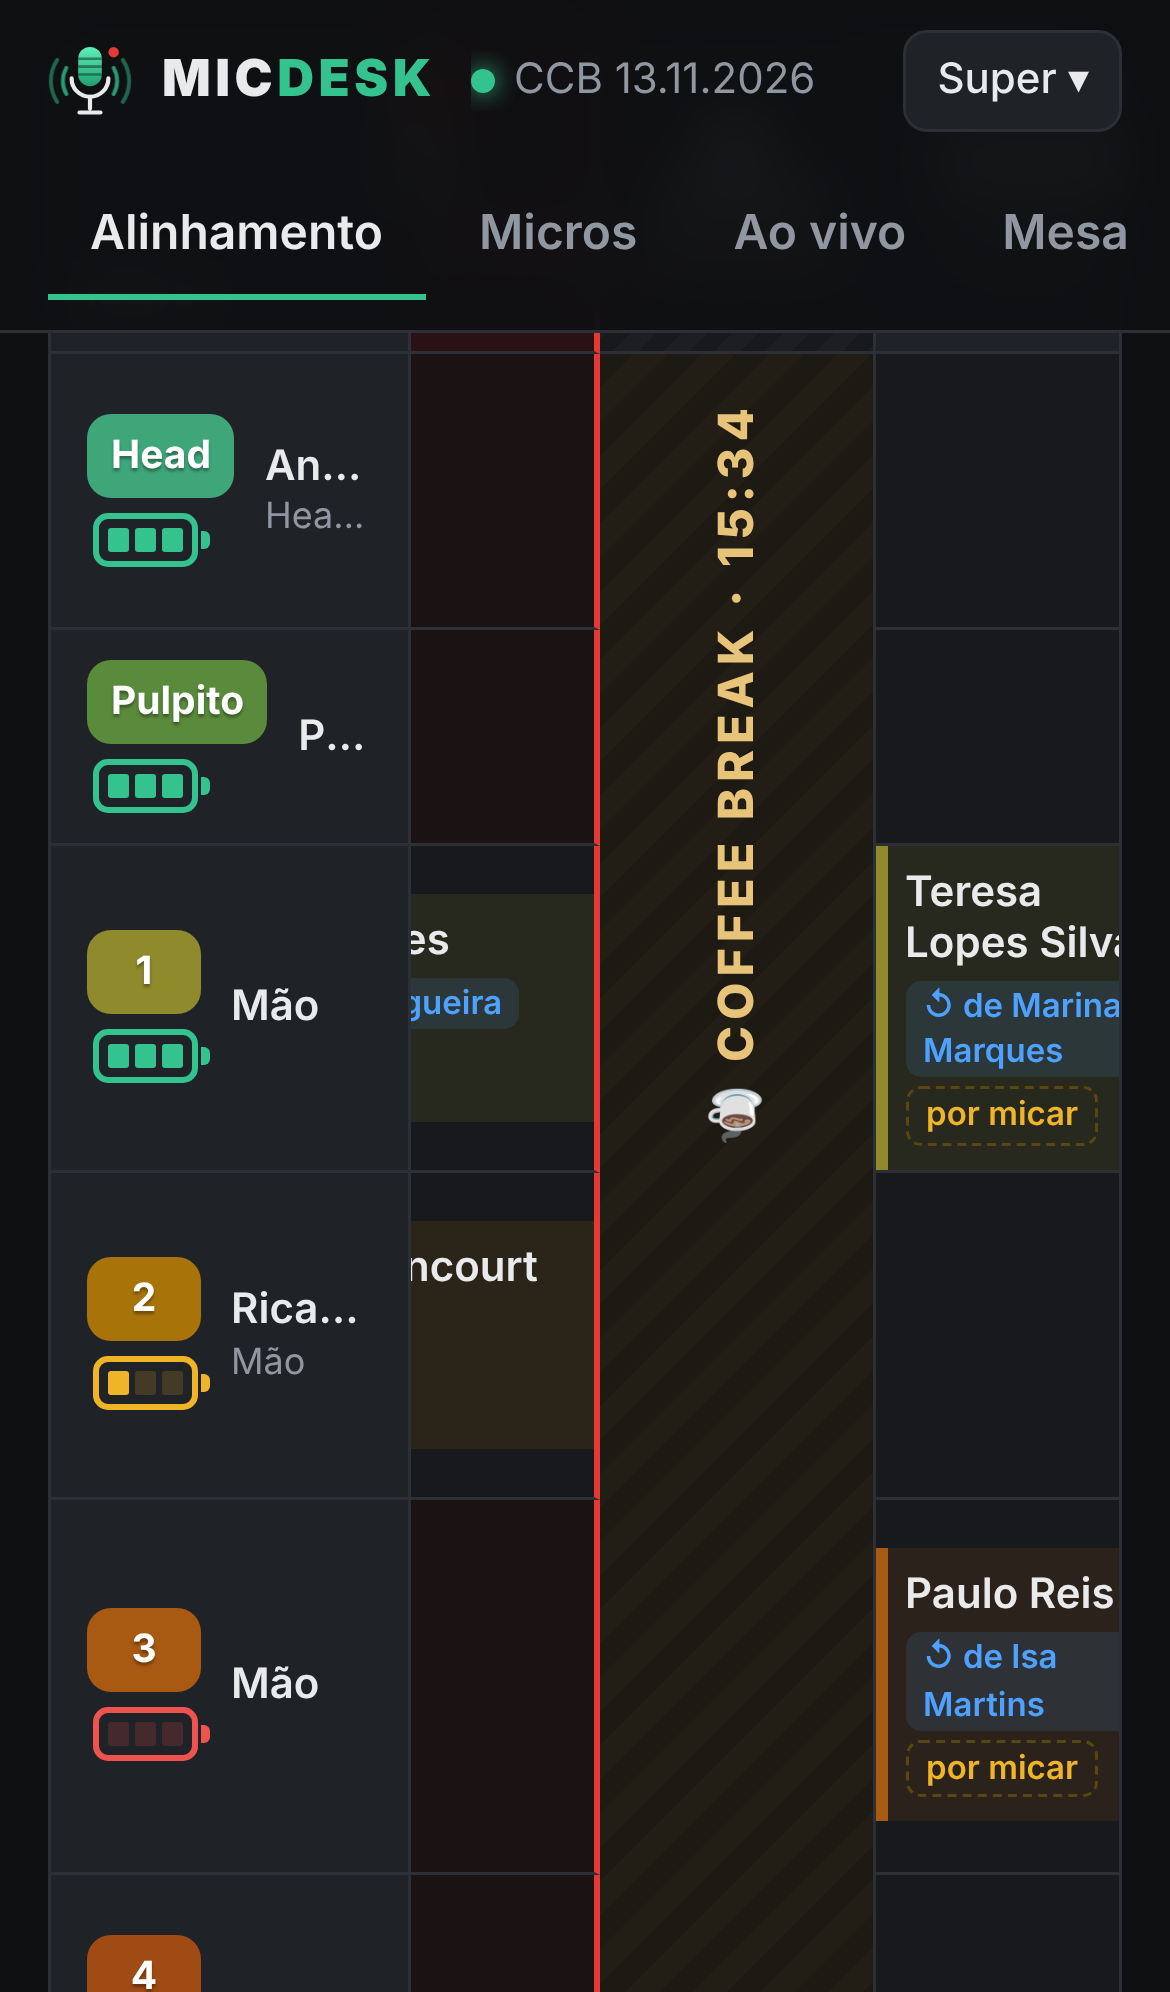 MICDESK
CCB 13.11.2026
Super ▾
Alinhamento
Micros
Ao vivo
Mesa
Head
An...
Hea...
COFFEE BREAK · 15:34
Pulpito
P...
1
Mão
es
gueira
Teresa
Lopes Silva
de Marina
Marques
por micar
2
Rica...
Mão
ncourt
3
Mão
Paulo Reis
de Isa
Martins
por micar
4